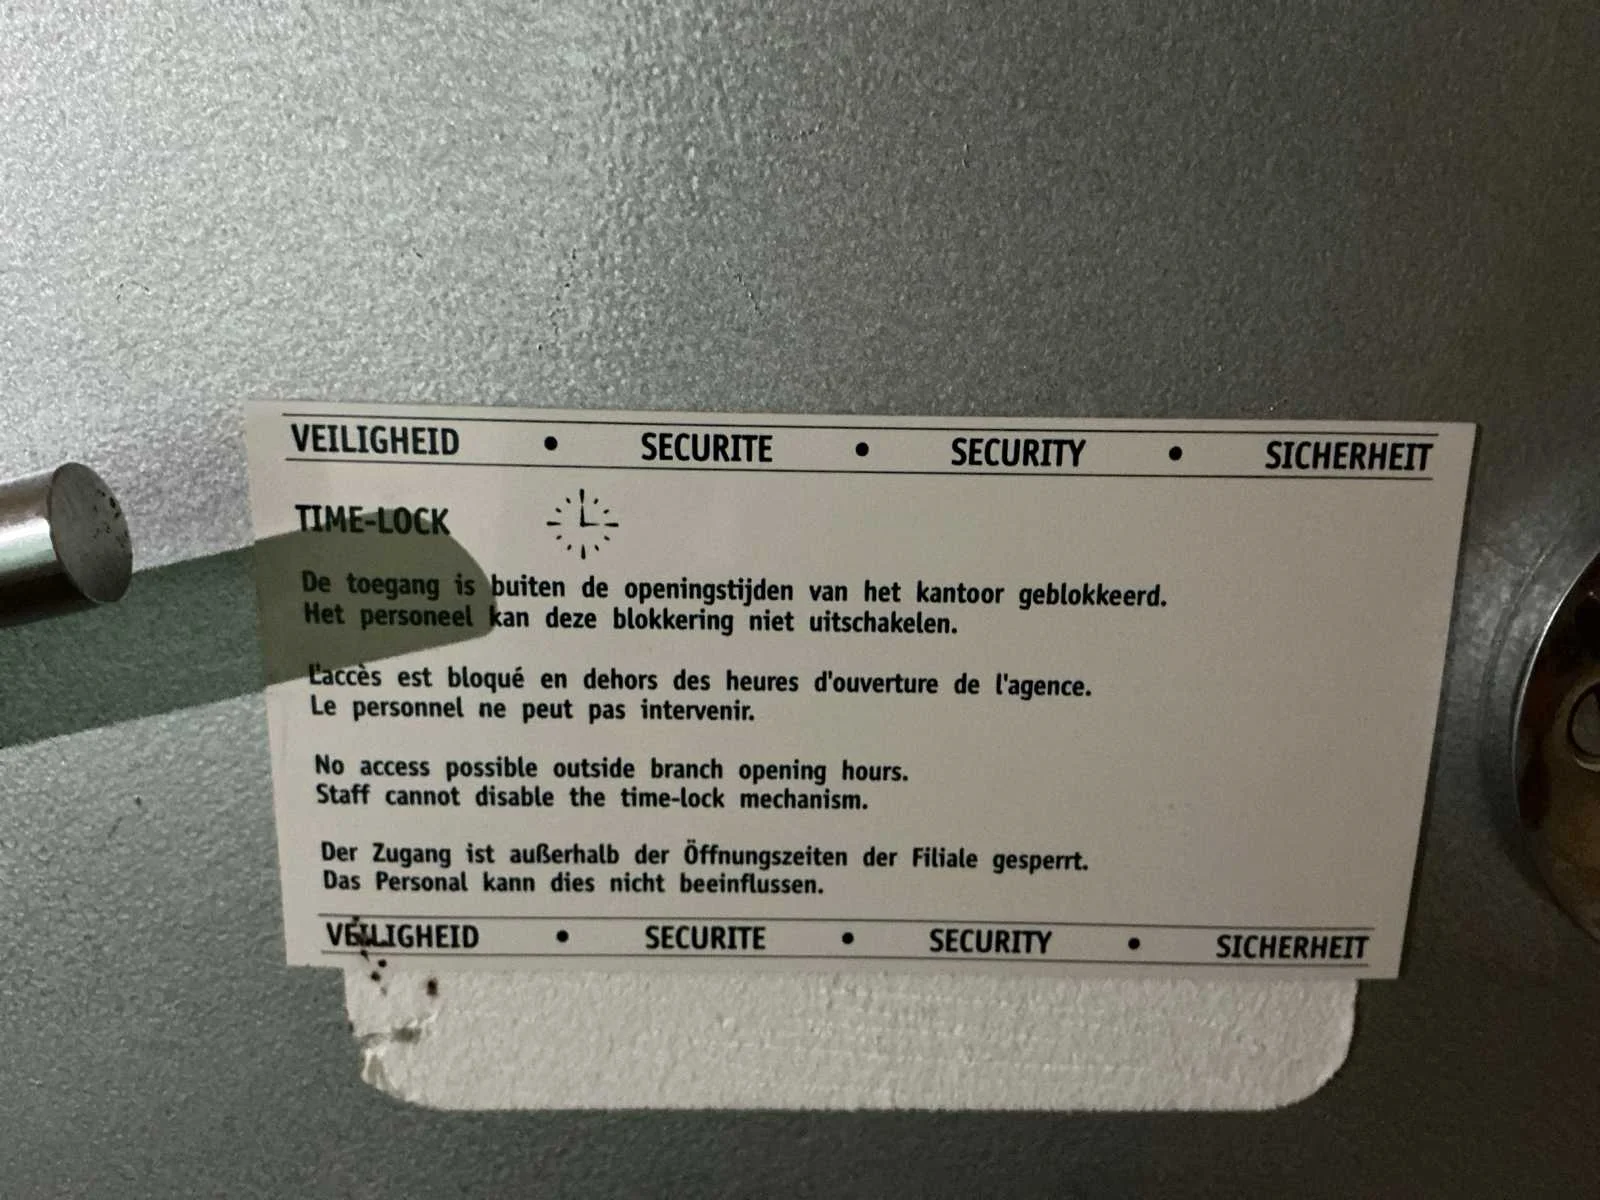 VEILIGHEID • SECURITE • SECURITY • SICHERHEIT
TIME-LOCK
De toegang is buiten de openingstijden van het kantoor geblokkeerd.
Het personeel kan deze blokkering niet uitschakelen.
L'accès est bloqué en dehors des heures d'ouverture de l'agence.
Le personnel ne peut pas intervenir.
No access possible outside branch opening hours.
Staff cannot disable the time-lock mechanism.
Der Zugang ist außerhalb der Öffnungszeiten der Filiale gesperrt.
Das Personal kann dies nicht beeinflussen.
VEILIGHEID • SECURITE • SECURITY • SICHERHEIT